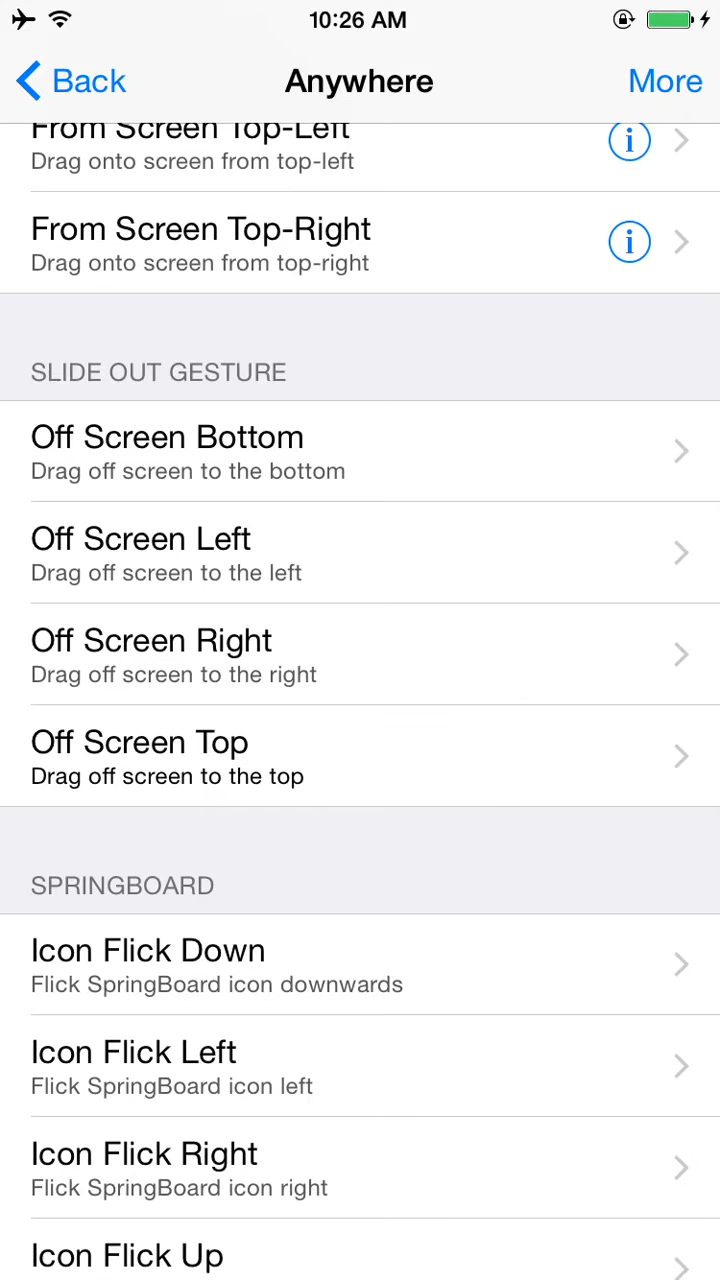 10:26 AM
Back
Anywhere
More
From Screen Top-Left
Drag onto screen from top-left
From Screen Top-Right
Drag onto screen from top-right
SLIDE OUT GESTURE
Off Screen Bottom
Drag off screen to the bottom
Off Screen Left
Drag off screen to the left
Off Screen Right
Drag off screen to the right
Off Screen Top
Drag off screen to the top
SPRINGBOARD
Icon Flick Down
Flick SpringBoard icon downwards
Icon Flick Left
Flick SpringBoard icon left
Icon Flick Right
Flick SpringBoard icon right
Icon Flick Up